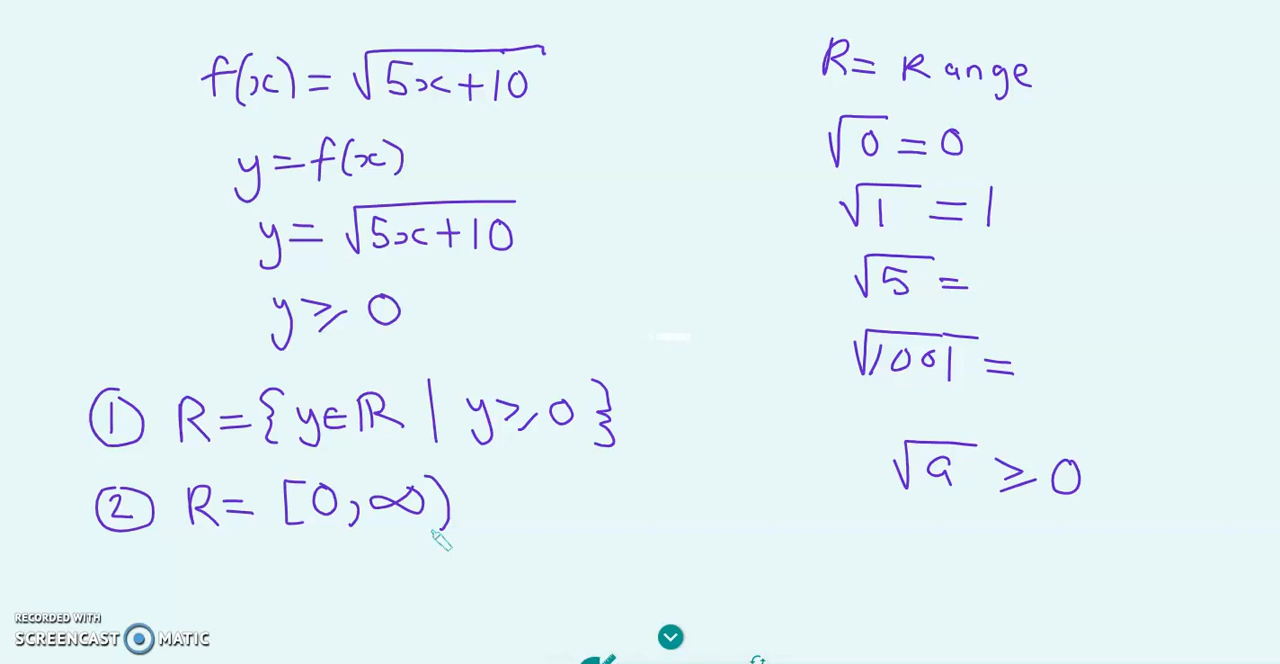 f(x) = √5x+10
y = f(x)
y = √5x+10
y ⩾ 0
① R = {y∈ℝ | y ⩾ 0}
② R = [0, ∞)
R = Range
√0 = 0
√1 = 1
√5 =
√1001 =
√a ⩾ 0
RECORDED WITH
SCREENCAST MATIC